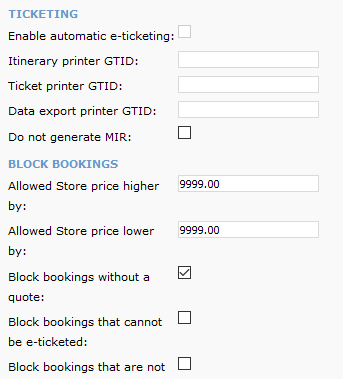 TICKETING
Enable automatic e-ticketing:
Itinerary printer GTID:
Ticket printer GTID:
Data export printer GTID:
Do not generate MIR:
BLOCK BOOKINGS
Allowed Store price higher 9999.00
by:
Allowed Store price lower 9999.00
by:
Block bookings without a
quote:
Block bookings that cannot
be e-ticketed:
Block bookings that are not